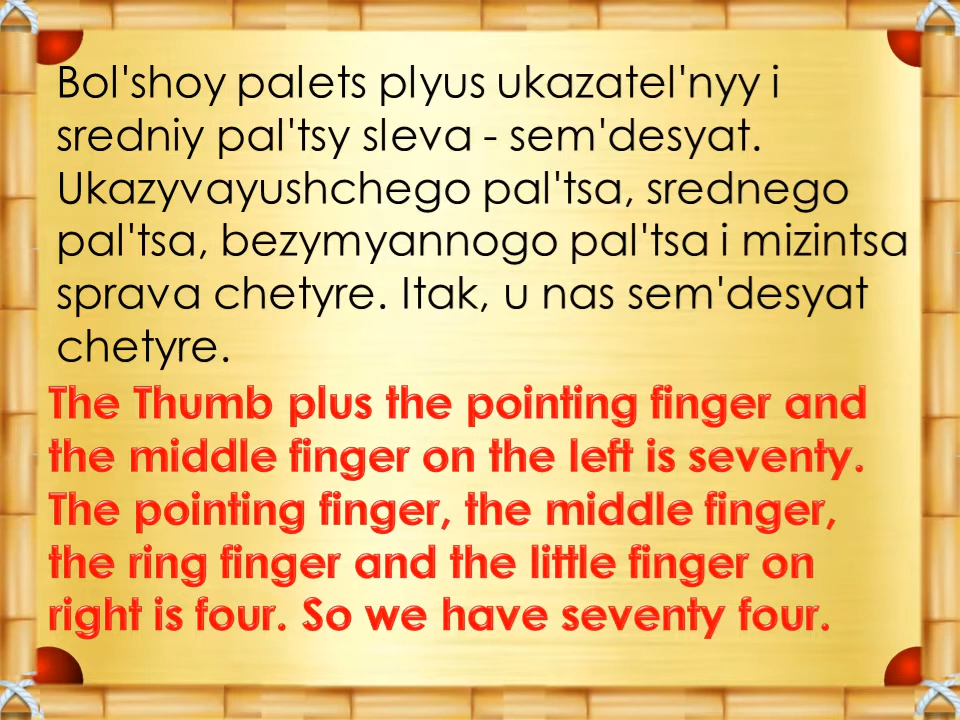 Bol'shoy palets plyus ukazatel'nyy i
sredniy pal'tsy sleva - sem'desyat.
Ukazyvayushchego pal'tsa, srednego
pal'tsa, bezymyannogo pal'tsa i mizintsa
sprava chetyre. Itak, u nas sem'desyat
chetyre.
The Thumb plus the pointing finger and
the middle finger on the left is seventy.
The pointing finger, the middle finger,
the ring finger and the little finger on
right is four. So we have seventy four.